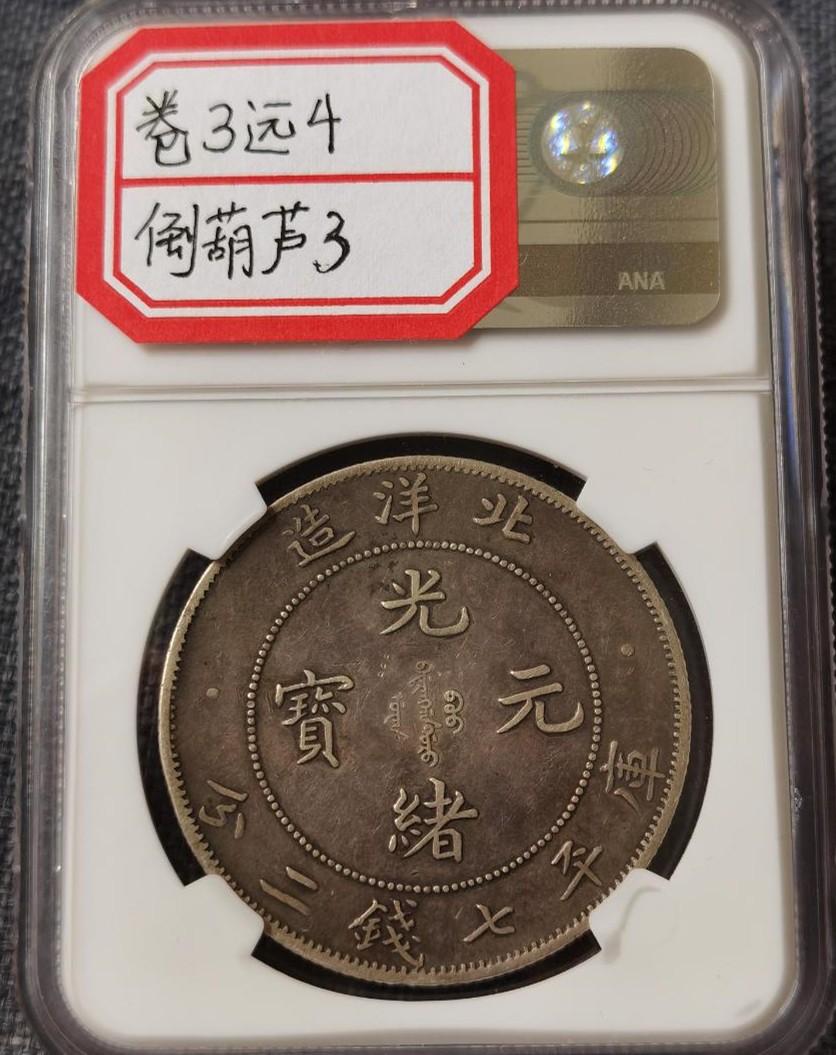 卷3远4
倒葫芦3
ANA
造洋北
光緒元寶
庫平七錢二分